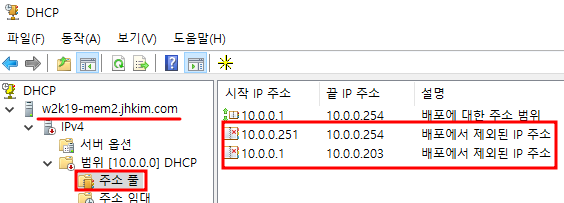 DHCP
파일(F) 동작(A) 보기(V) 도움말(H)
DHCP
w2k19-mem2.jhkim.com
IPv4
서버 옵션
범위 [10.0.0.0] DHCP
주소 풀
주소 임대
시작 IP 주소 끝 IP 주소 설명
10.0.0.1 10.0.0.254 배포에 대한 주소 범위
10.0.0.251 10.0.0.254 배포에서 제외된 IP 주소
10.0.0.1 10.0.0.203 배포에서 제외된 IP 주소